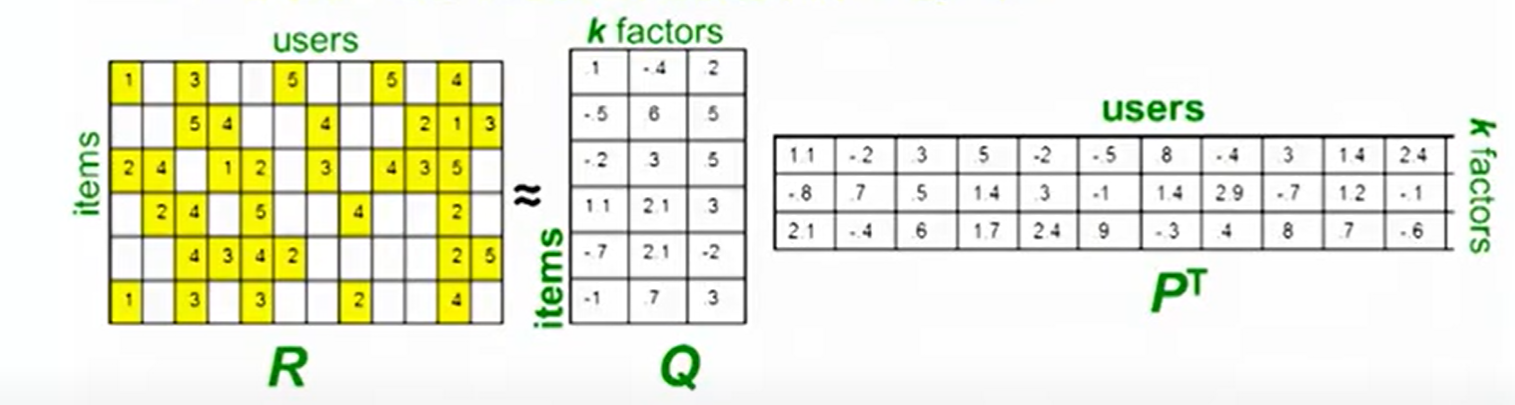 users
k factors
users
items
1 3 5 5 4
5 4 4 2 1 3
2 4 1 2 3 4 3 5
2 4 5 4 2
4 3 4 2 2 5
1 3 3 2 4
≈
items
.1 -.4 .2
-.5 .6 .5
-.2 .3 .5
1.1 2.1 .3
-.7 2.1 -2
-1 .7 .3
1.1 -.2 .3 .5 -2 -.5 .8 -.4 .3 1.4 2.4
-.8 .7 .5 1.4 .3 -1 1.4 2.9 -.7 1.2 -.1
2.1 -.4 .6 1.7 2.4 .9 -.3 .4 .8 .7 -.6
k factors
R
Q
PT